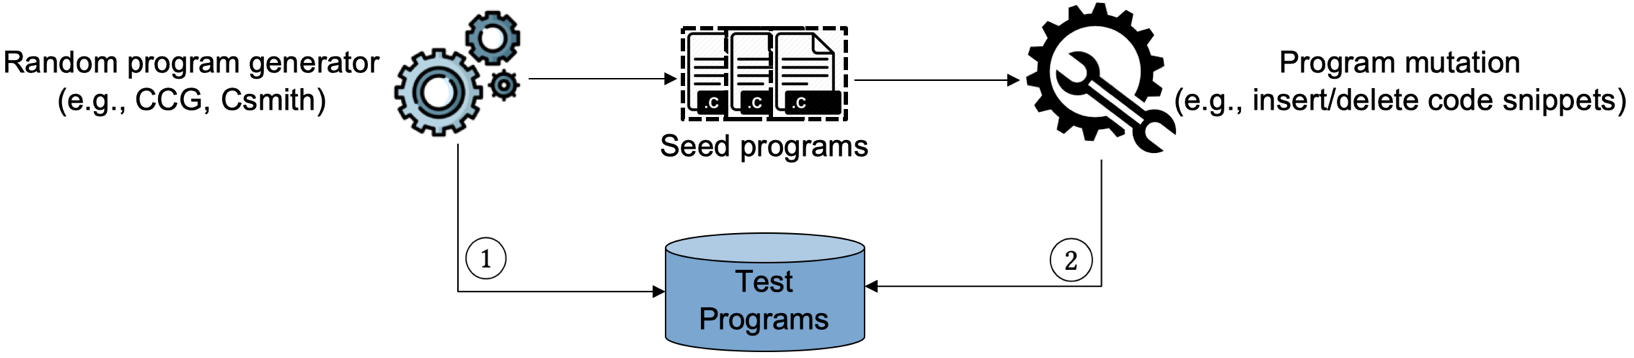 Random program generator
(e.g., CCG, Csmith)
.C
.C
.C
Seed programs
Program mutation
(e.g., insert/delete code snippets)
1
2
Test
Programs